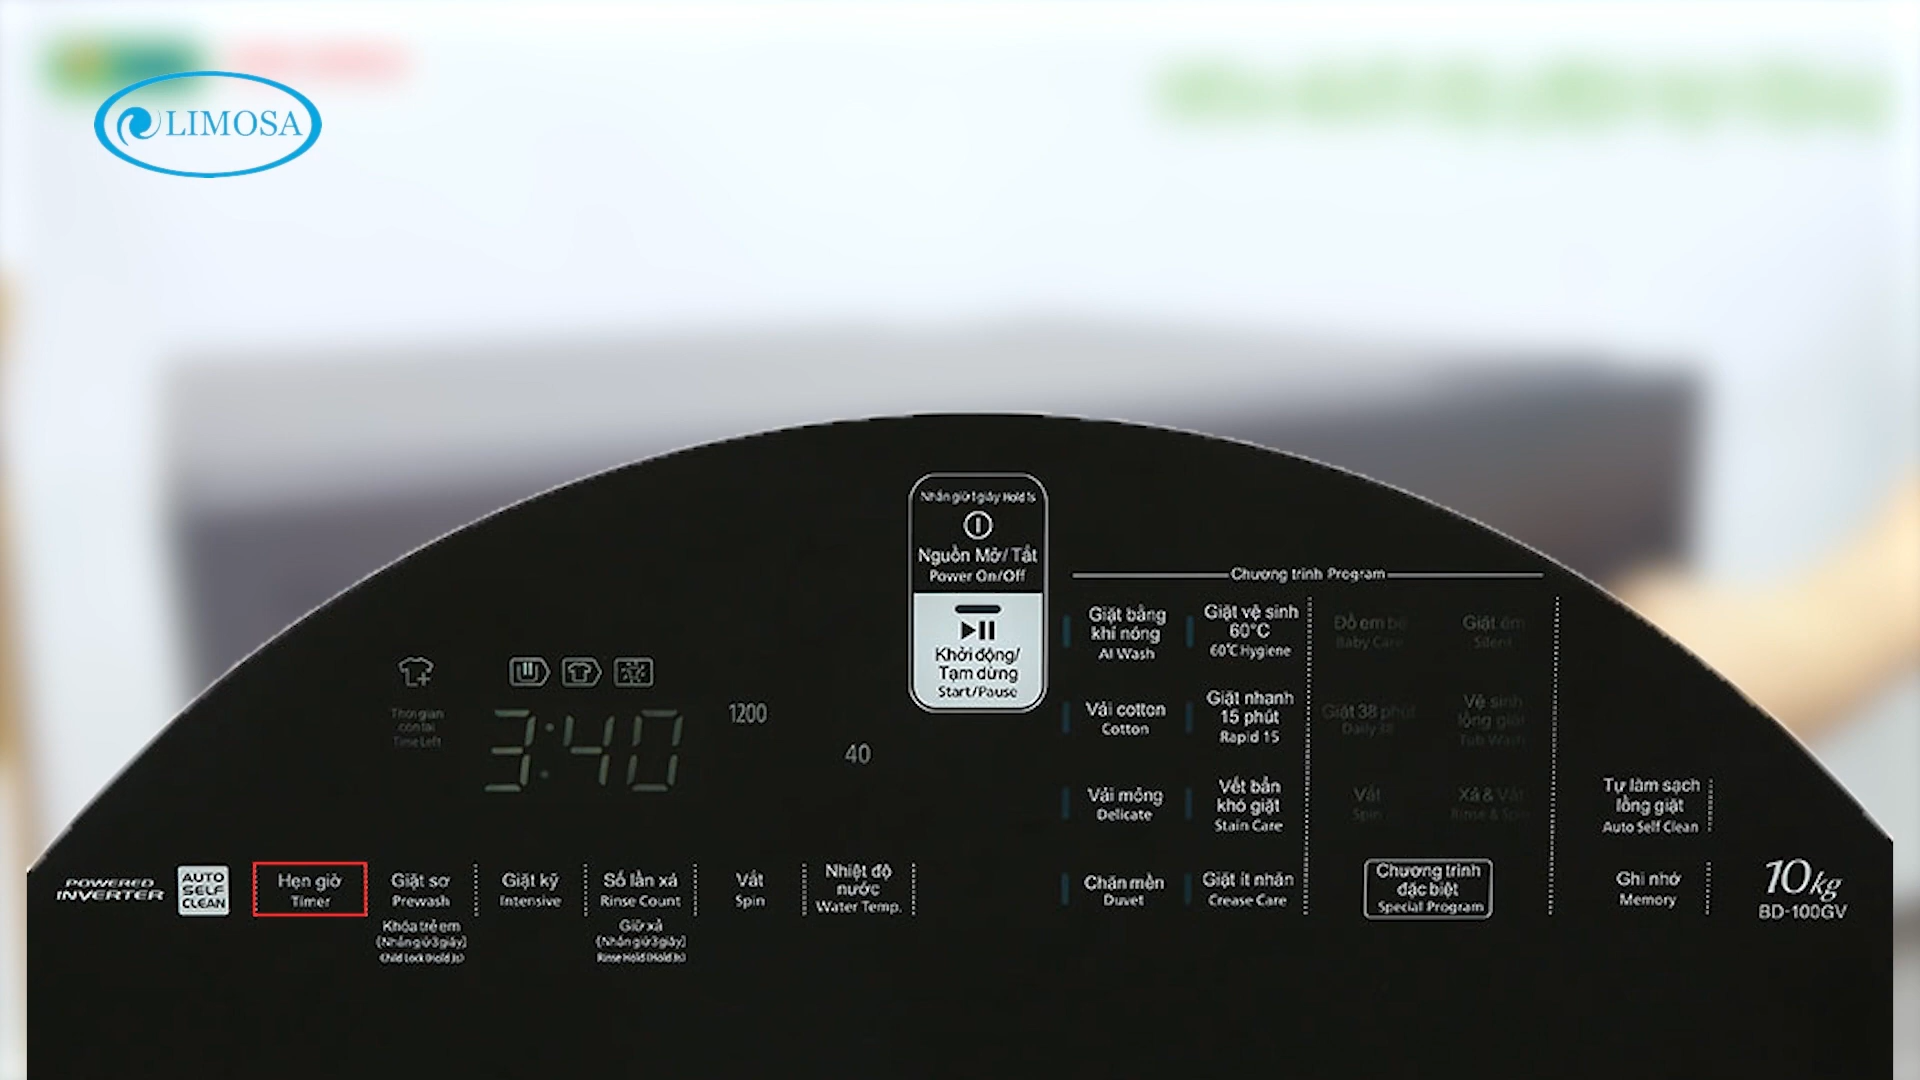 LIMOSA
Nhấn giữ 1 giây Hold 1s
Nguồn Mở/Tắt
Power On/Off
Khởi động/
Tạm dừng
Start/Pause
Chương trình Program
Giặt bằng
khí nóng
AI Wash
Giặt vệ sinh
60°C
60°C Hygiene
Đồ em bé
Baby Care
Giặt êm
Silent
Thời gian
còn lại
Time Left
3:40
1200
40
Vải cotton
Cotton
Giặt nhanh
15 phút
Rapid 15
Giặt 38 phút
Daily 38
Vệ sinh
lồng giặt
Tub Wash
Vải mỏng
Delicate
Vết bẩn
khó giặt
Stain Care
Vắt
Spin
Xả & Vắt
Rinse & Spin
Tự làm sạch
lồng giặt
Auto Self Clean
POWERED
INVERTER
AUTO
SELF
CLEAN
Hẹn giờ
Timer
Giặt sơ
Prewash
Khóa trẻ em
(Nhấn giữ 3 giây)
Child Lock (Hold 3s)
Giặt kỹ
Intensive
Số lần xả
Rinse Count
Giữ xả
(Nhấn giữ 3 giây)
Rinse Hold (Hold 3s)
Vắt
Spin
Nhiệt độ
nước
Water Temp.
Chăn mền
Duvet
Giặt ít nhăn
Crease Care
Chương trình
đặc biệt
Special Program
Ghi nhớ
Memory
10kg
BD-100GV